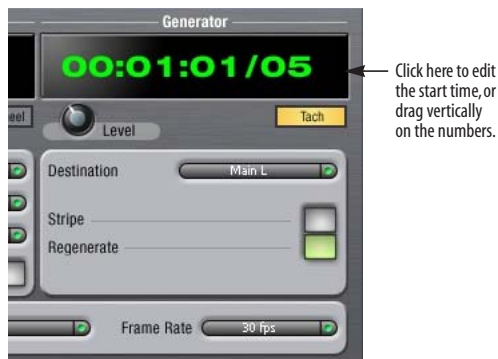 Generator
00:01:01/05
Click here to edit
the start time, or
drag vertically
on the numbers.
eel
Level
Tach
Destination
Main L
Stripe
Regenerate
Frame Rate
30 fps